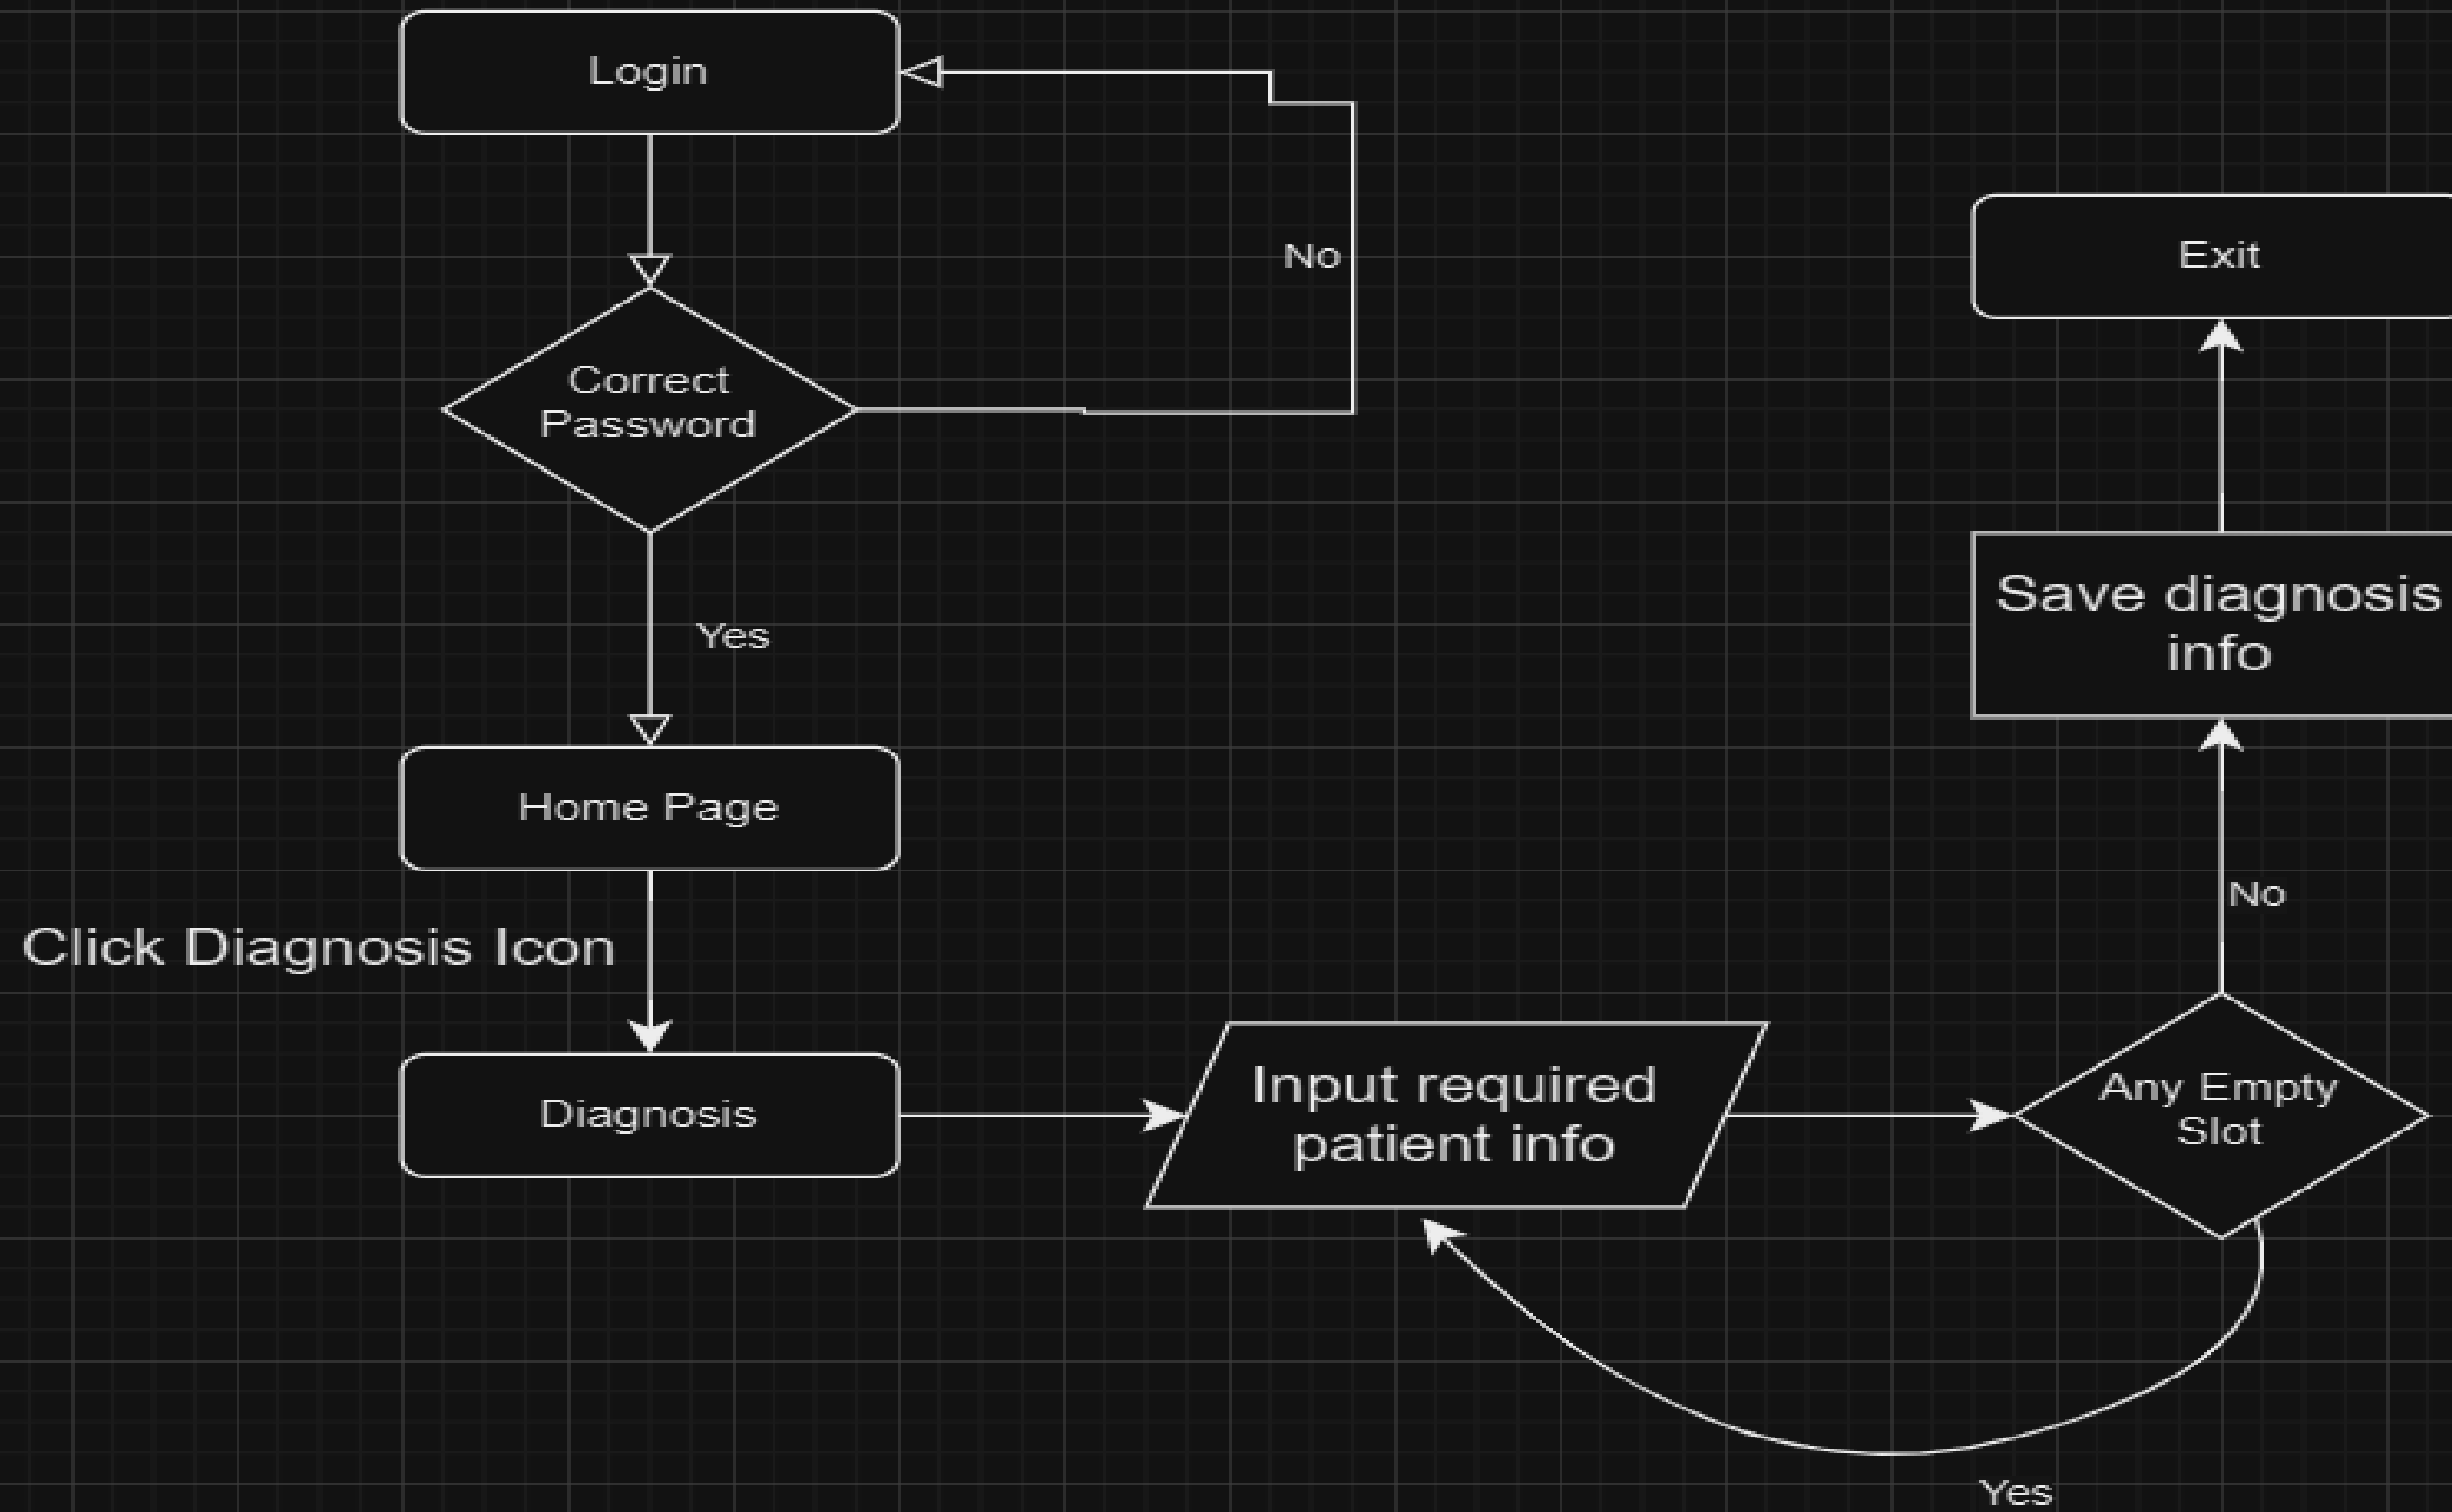 Login
No
Exit
Correct
Password
Save diagnosis
info
Yes
Home Page
No
Click Diagnosis Icon
Diagnosis
Input required
patient info
Any Empty
Slot
Yes